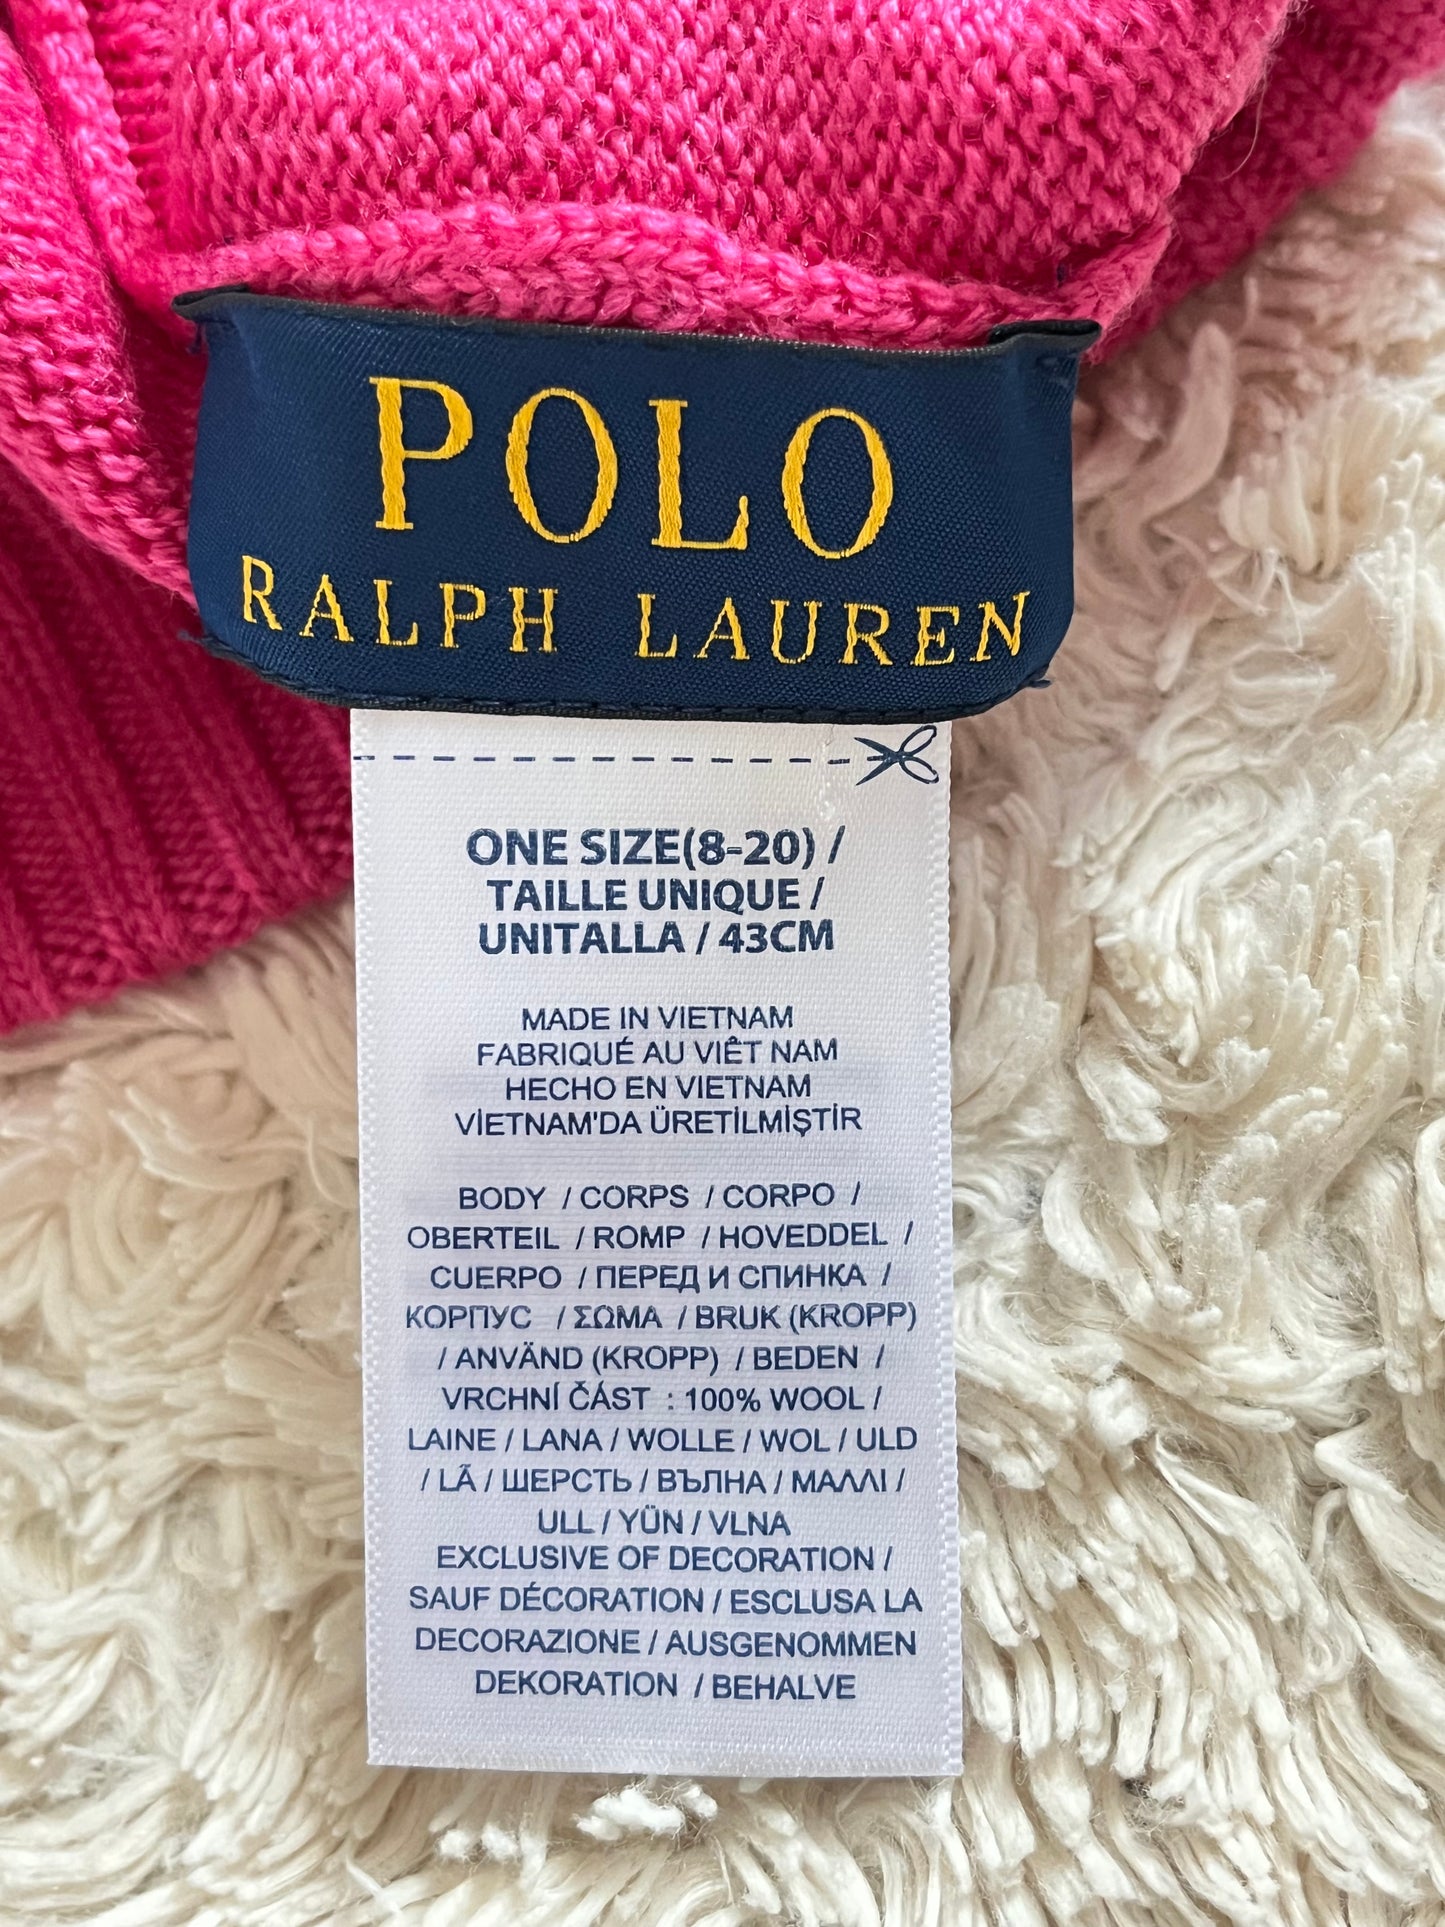 POLO
RALPH LAUREN
ONE SIZE(8-20) /
TAILLE UNIQUE /
UNITALLA / 43CM
MADE IN VIETNAM
FABRIQUÉ AU VIÊT NAM
HECHO EN VIETNAM
VİETNAM'DA ÜRETİLMİŞTİR
BODY / CORPS / CORPO /
OBERTEIL / ROMP / HOVEDDEL /
CUERPO / ПЕРЕД И СПИНКА /
КОРПУС / ΣΩΜΑ / BRUK (KROPP)
/ ANVÄND (KROPP) / BEDEN /
VRCHNÍ ČÁST : 100% WOOL /
LAINE / LANA / WOLLE / WOL / ULD
/ LÃ / ШЕРСТЬ / ВЪЛНА / ΜΑΛΛΙ /
ULL / YÜN / VLNA
EXCLUSIVE OF DECORATION /
SAUF DÉCORATION / ESCLUSA LA
DECORAZIONE / AUSGENOMMEN
DEKORATION / BEHALVE